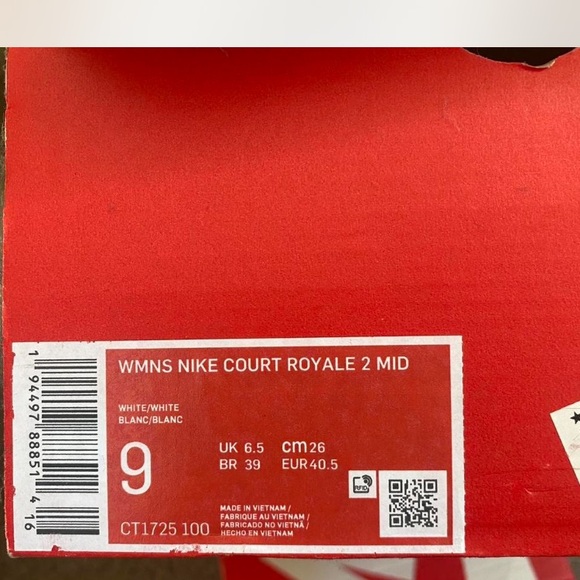 WMNS NIKE COURT ROYALE 2 MID
WHITE/WHITE
BLANC/BLANC
9
UK 6.5 cm 26
BR 39 EUR 40.5
RFID
CT1725 100
MADE IN VIETNAM /
FABRIQUE AU VIETNAM /
FABRICADO NO VIETNÃ /
HECHO EN VIETNAM
1 94497 88851 4 16